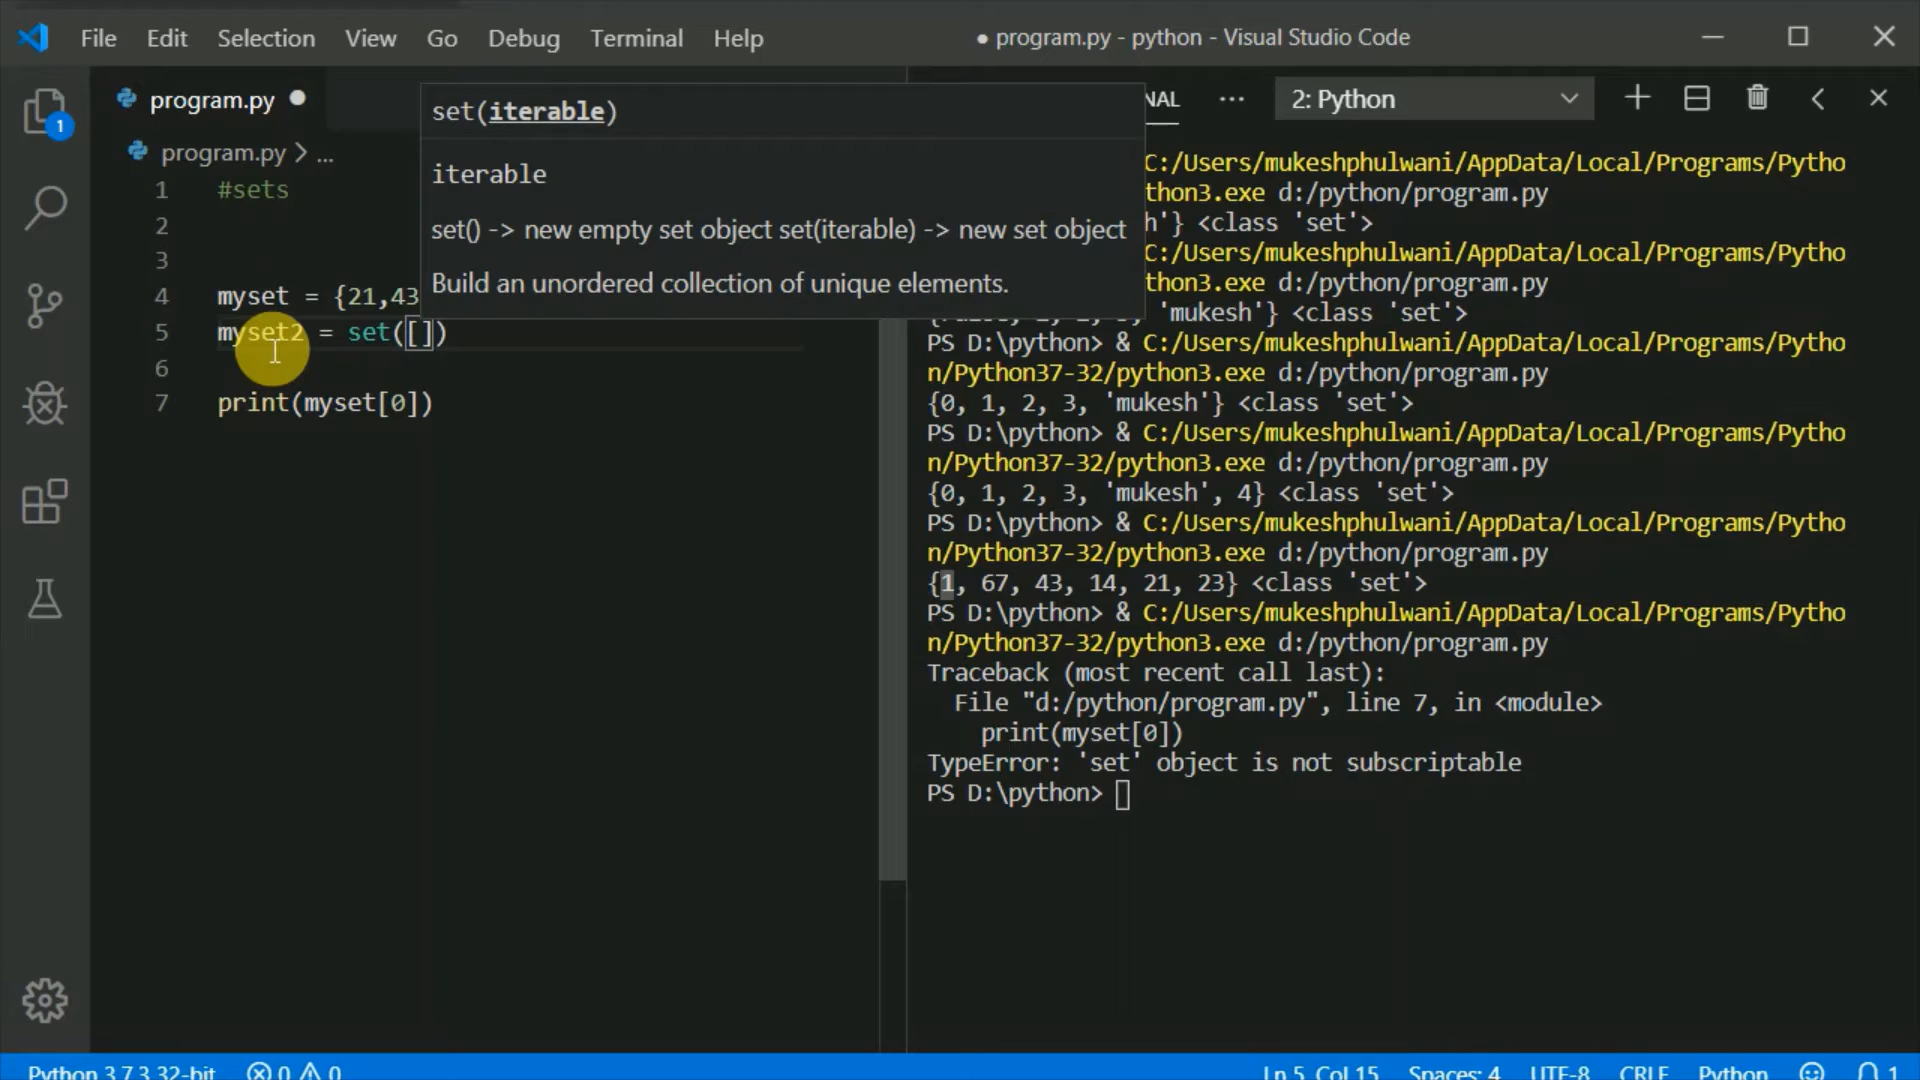 File Edit Selection View Go Debug Terminal Help
● program.py - python - Visual Studio Code
program.py
1
program.py > ...
1 #sets
2
3
4 myset = {21,43
5 myset2 = set([])
6
7 print(myset[0])
set(iterable)
iterable
set() -> new empty set object set(iterable) -> new set object
Build an unordered collection of unique elements.
NAL ... 2: Python
C:/Users/mukeshphulwani/AppData/Local/Programs/Pytho
thon3.exe d:/python/program.py
h'} <class 'set'>
C:/Users/mukeshphulwani/AppData/Local/Programs/Pytho
thon3.exe d:/python/program.py
'mukesh'} <class 'set'>
PS D:\python> & C:/Users/mukeshphulwani/AppData/Local/Programs/Pytho
n/Python37-32/python3.exe d:/python/program.py
{0, 1, 2, 3, 'mukesh'} <class 'set'>
PS D:\python> & C:/Users/mukeshphulwani/AppData/Local/Programs/Pytho
n/Python37-32/python3.exe d:/python/program.py
{0, 1, 2, 3, 'mukesh', 4} <class 'set'>
PS D:\python> & C:/Users/mukeshphulwani/AppData/Local/Programs/Pytho
n/Python37-32/python3.exe d:/python/program.py
{1, 67, 43, 14, 21, 23} <class 'set'>
PS D:\python> & C:/Users/mukeshphulwani/AppData/Local/Programs/Pytho
n/Python37-32/python3.exe d:/python/program.py
Traceback (most recent call last):
File "d:/python/program.py", line 7, in <module>
print(myset[0])
TypeError: 'set' object is not subscriptable
PS D:\python>
Python 3.7.3 32-bit 0 0 Ln 5, Col 15 Spaces: 4 UTF-8 CRLF Python 1